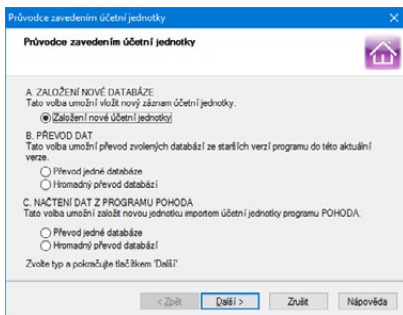 Průvodce zavedením účetní jednotky
Průvodce zavedením účetní jednotky
A. ZALOŽENÍ NOVÉ DATABÁZE
Tato volba umožní vložit nový záznam účetní jednotky.
Založení nové účetní jednotky
B. PŘEVOD DAT
Tato volba umožní převod zvolených databází ze starších verzí programu do této aktuální
verze.
Převod jedné databáze
Hromadný převod databází
C. NAČTENÍ DAT Z PROGRAMU POHODA
Tato volba umožní založit novou jednotku importem účetní jednotky programu POHODA.
Převod jedné databáze
Hromadný převod databází
Zvolte typ a pokračujte tlačítkem 'Další'.
< Zpět Další > Zrušit Nápověda